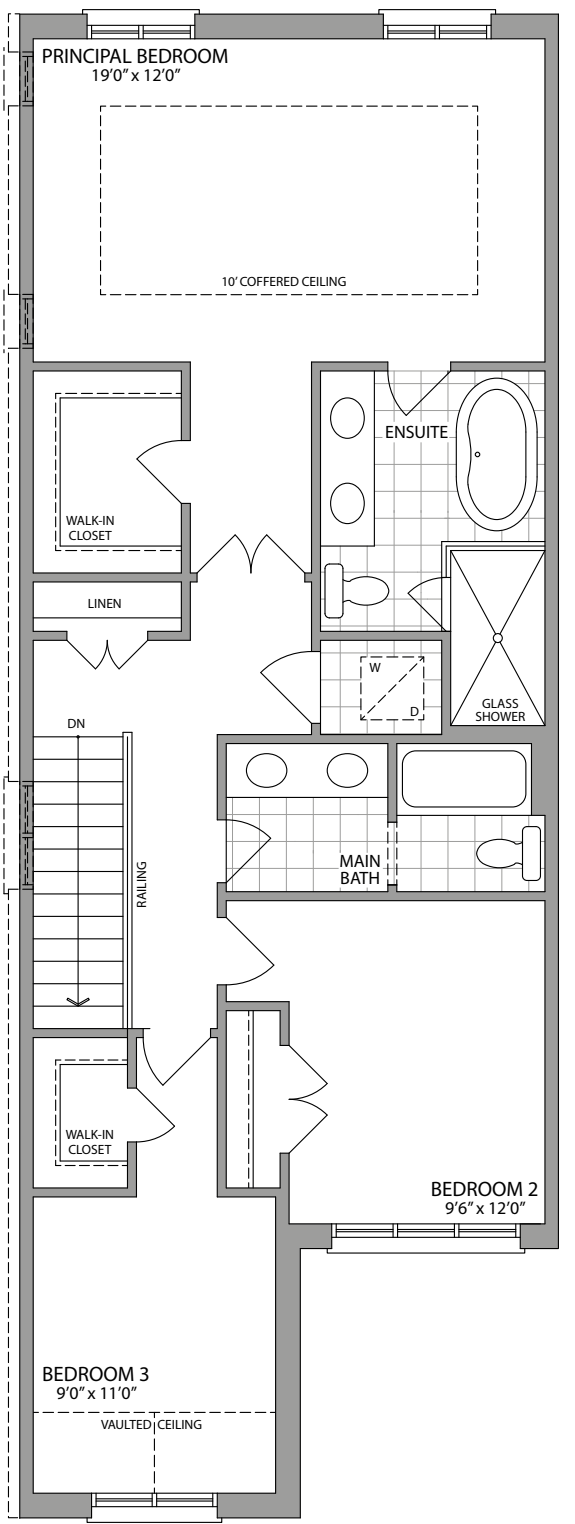 PRINCIPAL BEDROOM
19’0” x 12’0”
10’ COFFERED CEILING
ENSUITE
WALK-IN
CLOSET
LINEN
W
D
GLASS
SHOWER
DN
RAILING
MAIN
BATH
WALK-IN
CLOSET
BEDROOM 2
9’6” x 12’0”
BEDROOM 3
9’0” x 11’0”
VAULTED CEILING